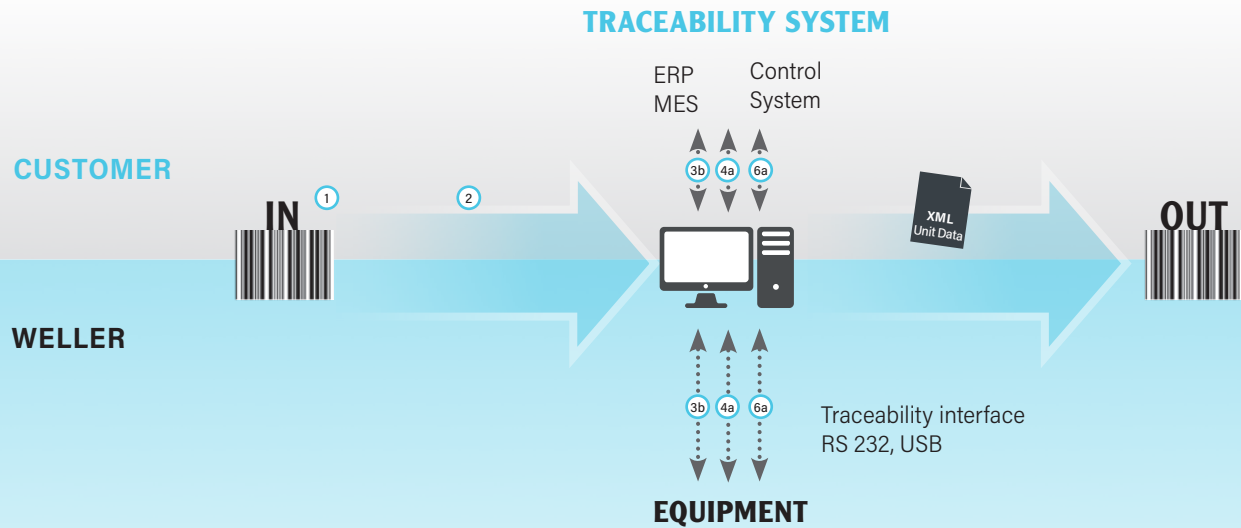 TRACEABILITY SYSTEM
ERP
MES
Control
System
3b
4a
6a
CUSTOMER
IN
1
2
XML
Unit Data
OUT
WELLER
3b
4a
6a
Traceability interface
RS 232, USB
EQUIPMENT